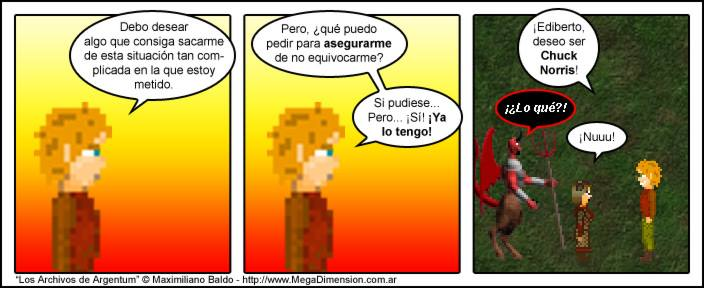 Debo desear
algo que consiga sacarme
de esta situación tan com-
plicada en la que estoy
metido.
Pero, ¿qué puedo
pedir para asegurarme
de no equivocarme?
Si pudiese...
Pero... ¡Sí! ¡Ya
lo tengo!
¡Ediberto,
deseo ser
Chuck
Norris!
¡¿Lo qué?!
¡Nuuu!
"Los Archivos de Argentum" © Maximiliano Baldo - http://www.MegaDimension.com.ar